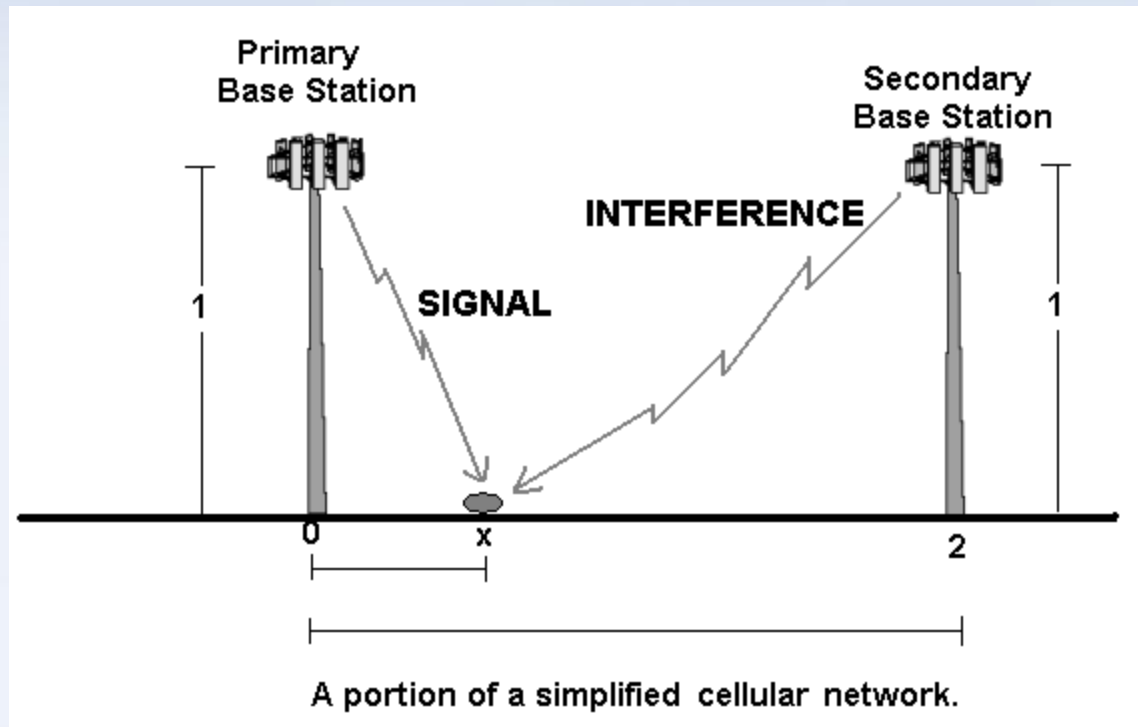 Primary
Base Station
Secondary
Base Station
INTERFERENCE
SIGNAL
1
1
0
x
2
A portion of a simplified cellular network.